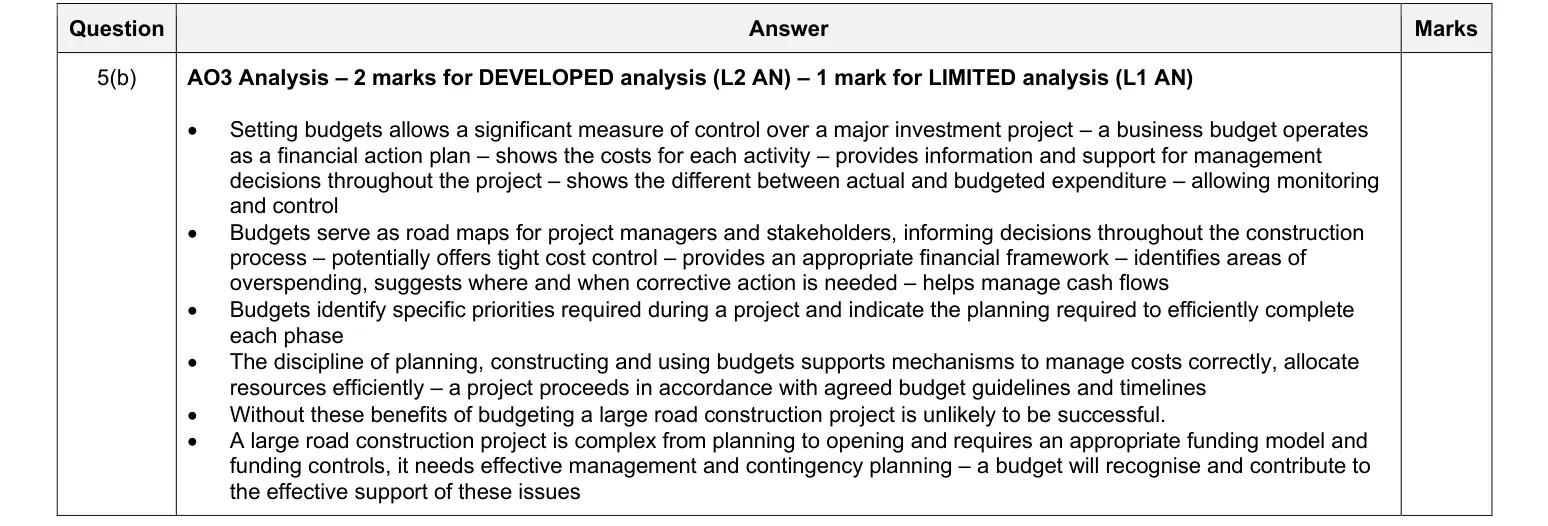 Question Answer Marks
5(b) AO3 Analysis – 2 marks for DEVELOPED analysis (L2 AN) – 1 mark for LIMITED analysis (L1 AN)
• Setting budgets allows a significant measure of control over a major investment project – a business budget operates
as a financial action plan – shows the costs for each activity – provides information and support for management
decisions throughout the project – shows the different between actual and budgeted expenditure – allowing monitoring
and control
• Budgets serve as road maps for project managers and stakeholders, informing decisions throughout the construction
process – potentially offers tight cost control – provides an appropriate financial framework – identifies areas of
overspending, suggests where and when corrective action is needed – helps manage cash flows
• Budgets identify specific priorities required during a project and indicate the planning required to efficiently complete
each phase
• The discipline of planning, constructing and using budgets supports mechanisms to manage costs correctly, allocate
resources efficiently – a project proceeds in accordance with agreed budget guidelines and timelines
• Without these benefits of budgeting a large road construction project is unlikely to be successful.
• A large road construction project is complex from planning to opening and requires an appropriate funding model and
funding controls, it needs effective management and contingency planning – a budget will recognise and contribute to
the effective support of these issues